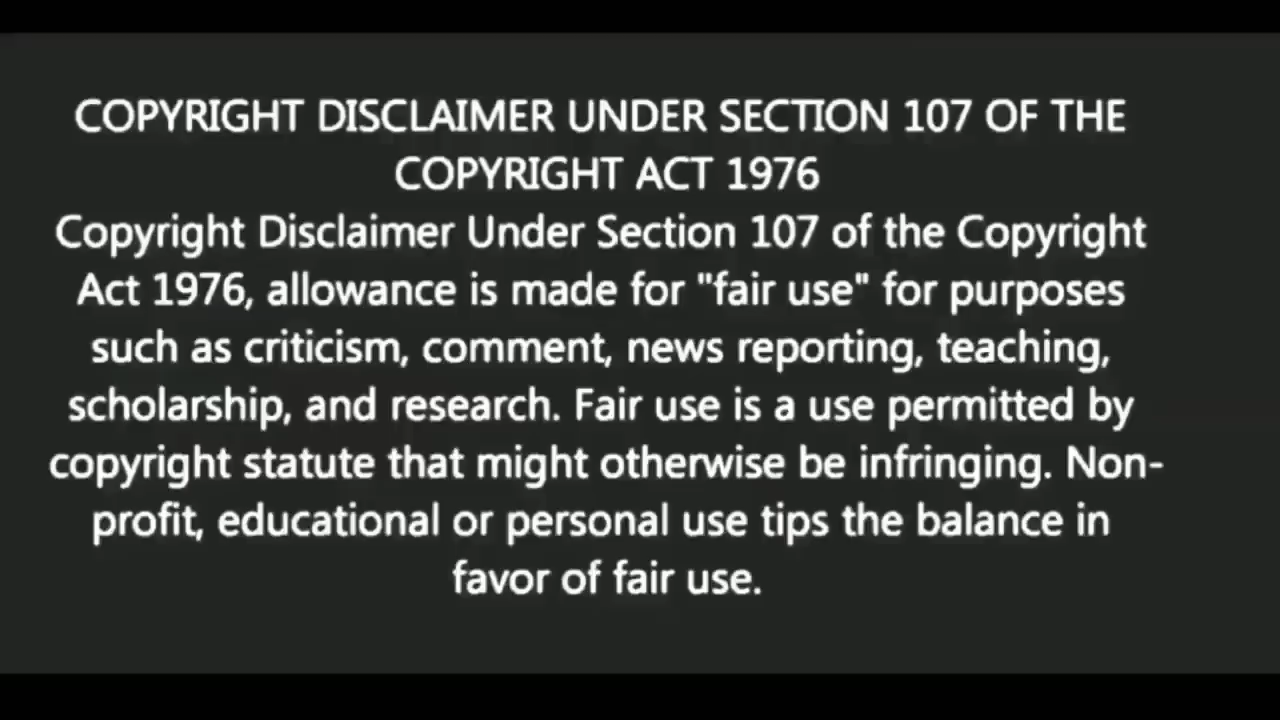 COPYRIGHT DISCLAIMER UNDER SECTION 107 OF THE
COPYRIGHT ACT 1976
Copyright Disclaimer Under Section 107 of the Copyright
Act 1976, allowance is made for "fair use" for purposes
such as criticism, comment, news reporting, teaching,
scholarship, and research. Fair use is a use permitted by
copyright statute that might otherwise be infringing. Non-
profit, educational or personal use tips the balance in
favor of fair use.